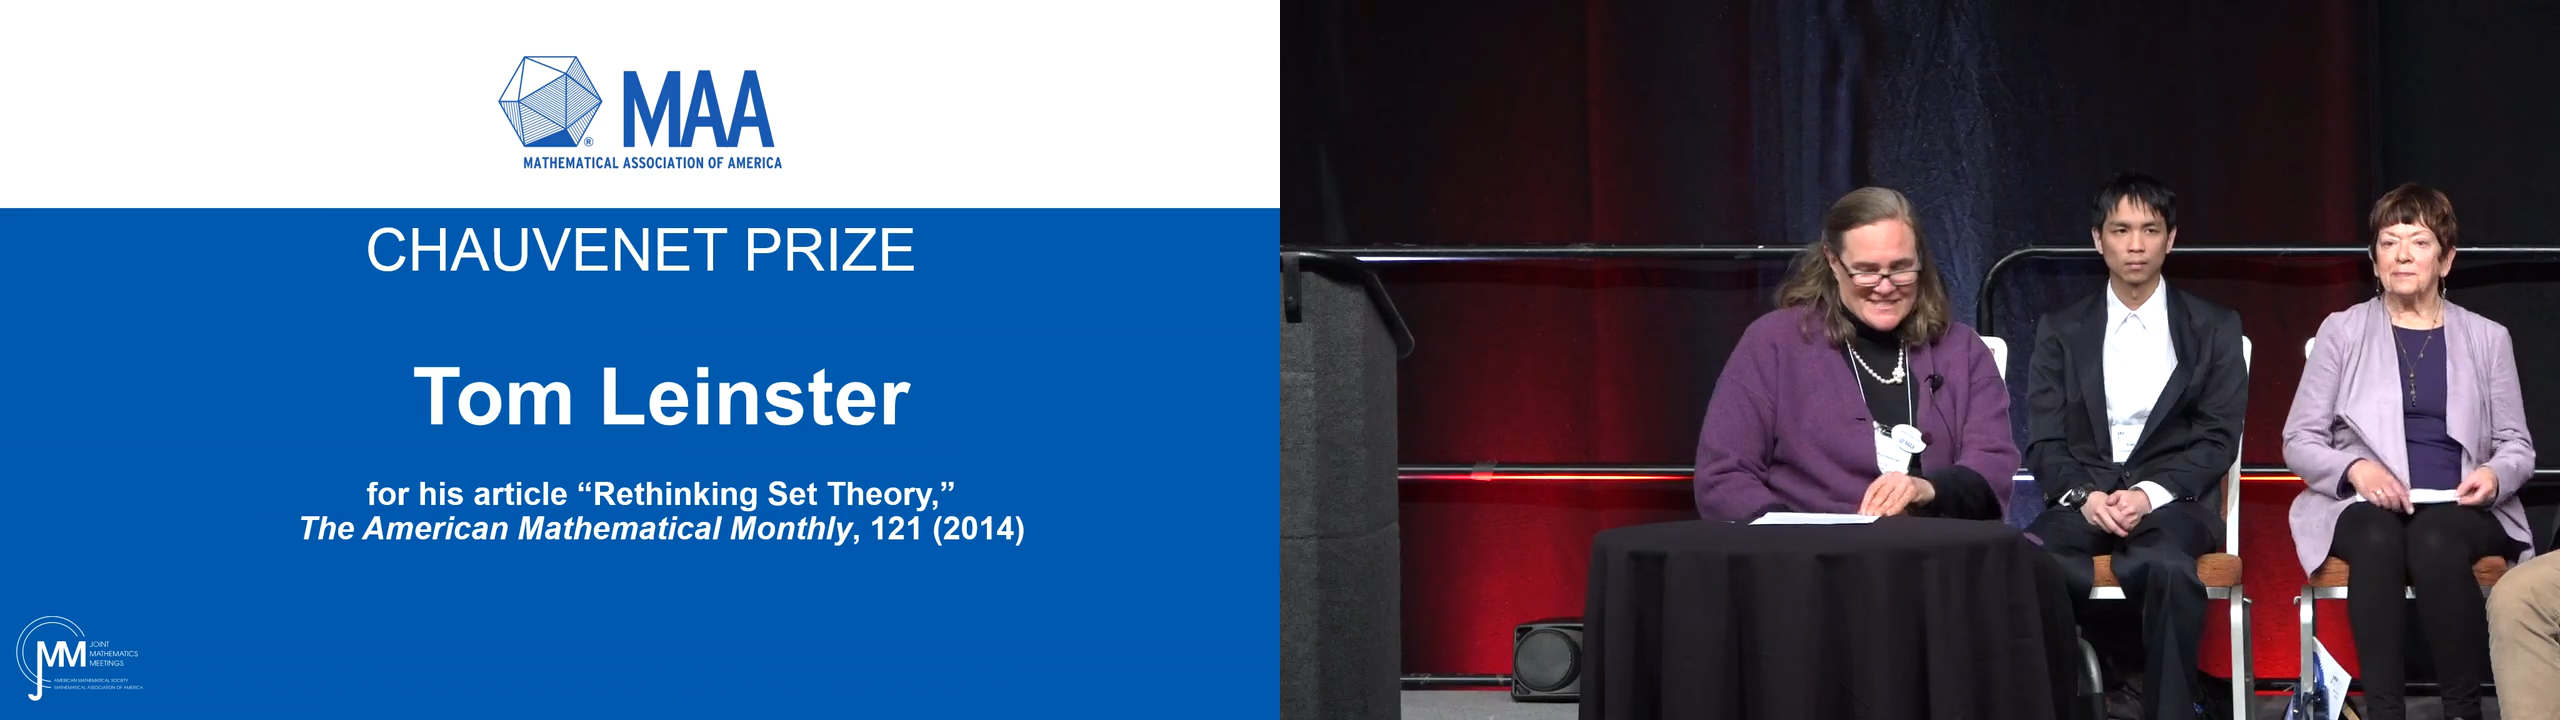 ®
MAA
MATHEMATICAL ASSOCIATION OF AMERICA
CHAUVENET PRIZE
Tom Leinster
for his article “Rethinking Set Theory,”
The American Mathematical Monthly, 121 (2014)
JMM
JOINT
MATHEMATICS
MEETINGS
AMERICAN MATHEMATICAL SOCIETY
MATHEMATICAL ASSOCIATION OF AMERICA